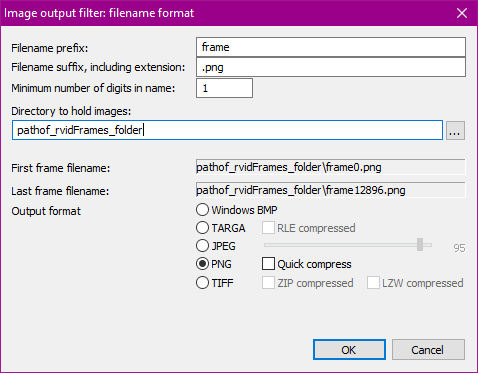 Image output filter: filename format
Filename prefix: frame
Filename suffix, including extension: .png
Minimum number of digits in name: 1
Directory to hold images:
pathof_rvidFrames_folder ...
First frame filename: pathof_rvidFrames_folder\frame0.png
Last frame filename: pathof_rvidFrames_folder\frame12896.png
Output format Windows BMP
TARGA RLE compressed
JPEG 95
PNG Quick compress
TIFF ZIP compressed LZW compressed
OK Cancel